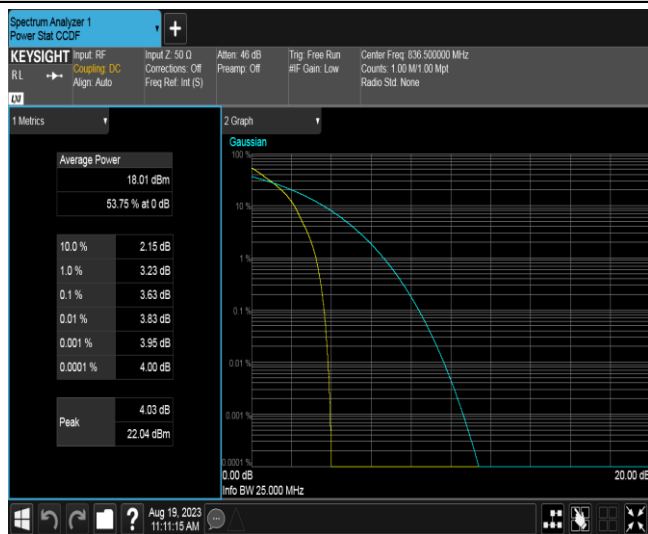 Spectrum Analyzer 1
Power Stat CCDF
+
KEYSIGHT
RL
LXI
Input: RF
Coupling: DC
Align: Auto
Input Z: 50 Ω
Corrections: Off
Freq Ref: Int (S)
Atten: 46 dB
Preamp: Off
Trig: Free Run
#IF Gain: Low
Center Freq: 836.500000 MHz
Counts: 1.00 M/1.00 Mpt
Radio Std: None
1 Metrics
Average Power
18.01 dBm
53.75 % at 0 dB
10.0 % 2.15 dB
1.0 % 3.23 dB
0.1 % 3.63 dB
0.01 % 3.83 dB
0.001 % 3.95 dB
0.0001 % 4.00 dB
Peak
4.03 dB
22.04 dBm
2 Graph
Gaussian
100 %
10 %
1 %
0.1 %
0.01 %
0.001 %
0.0001 %
0.00 dB 20.00 dB
Info BW 25.000 MHz
?
Aug 19, 2023
11:11:15 AM